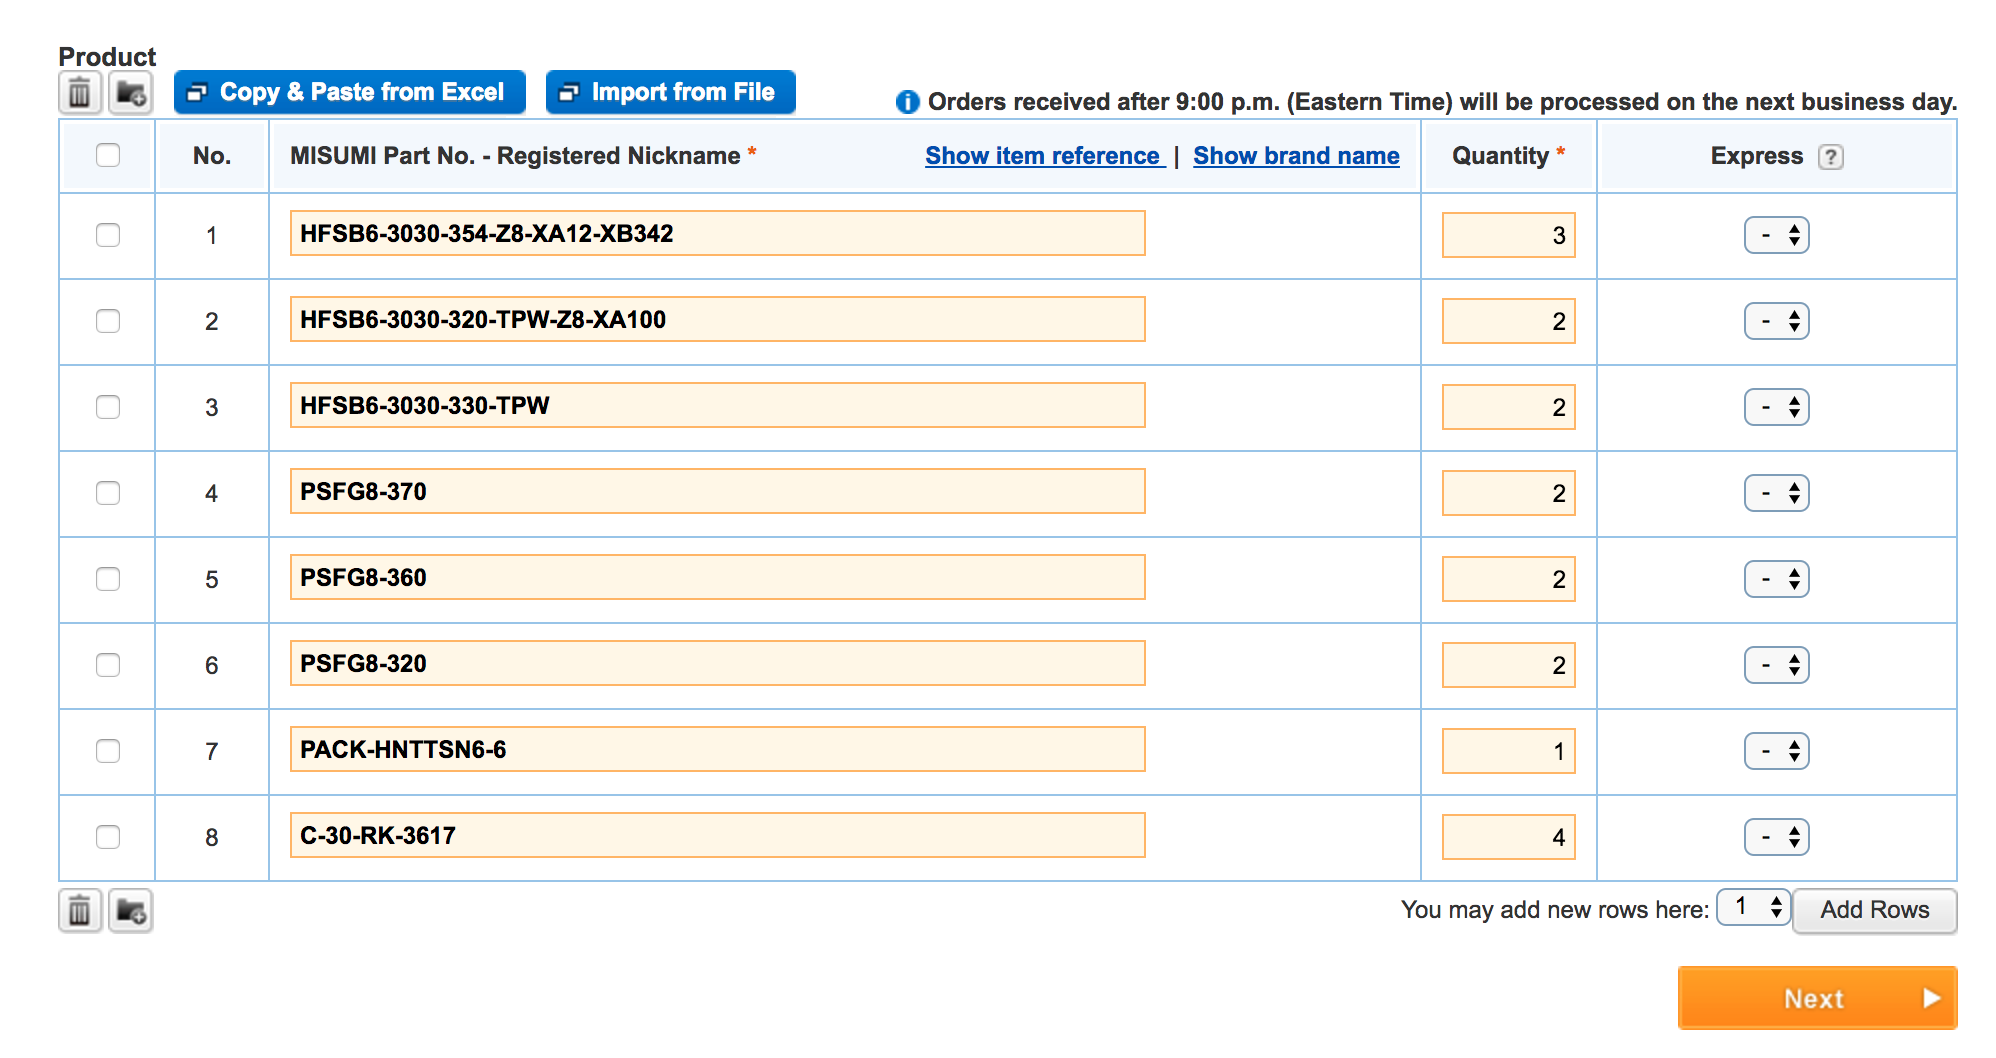 Product
Copy & Paste from Excel Import from File Orders received after 9:00 p.m. (Eastern Time) will be processed on the next business day.
No. MISUMI Part No. - Registered Nickname * Show item reference | Show brand name Quantity * Express ?
1 HFSB6-3030-354-Z8-XA12-XB342 3 -
2 HFSB6-3030-320-TPW-Z8-XA100 2 -
3 HFSB6-3030-330-TPW 2 -
4 PSFG8-370 2 -
5 PSFG8-360 2 -
6 PSFG8-320 2 -
7 PACK-HNTTSN6-6 1 -
8 C-30-RK-3617 4 -
You may add new rows here: 1 Add Rows
Next